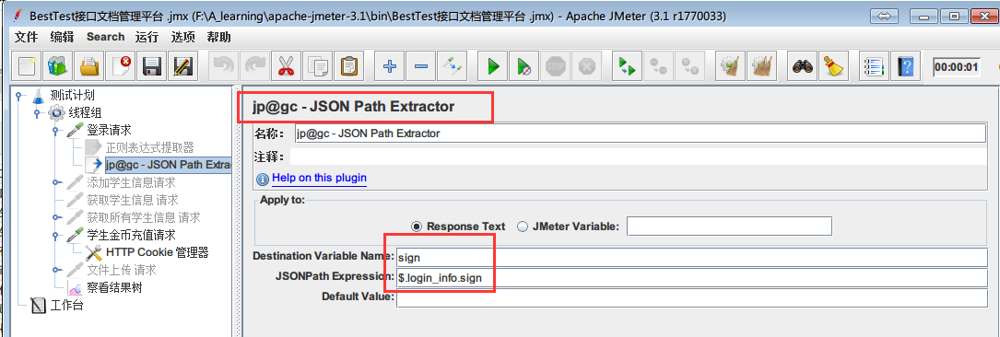 BestTest接口文档管理平台 .jmx (F:\A_learning\apache-jmeter-3.1\bin\BestTest接口文档管理平台 .jmx) - Apache JMeter (3.1 r1770033)
文件 编辑 Search 运行 选项 帮助
STOP
00:00:01
测试计划
线程组
登录请求
正则表达式提取器
jp@gc - JSON Path Extra
添加学生信息请求
获取学生信息 请求
获取所有学生信息 请求
学生金币充值请求
HTTP Cookie 管理器
文件上传 请求
察看结果树
工作台
jp@gc - JSON Path Extractor
名称: jp@gc - JSON Path Extractor
注释:
Help on this plugin
Apply to:
Response Text JMeter Variable:
Destination Variable Name: sign
JSONPath Expression: $.login_info.sign
Default Value: